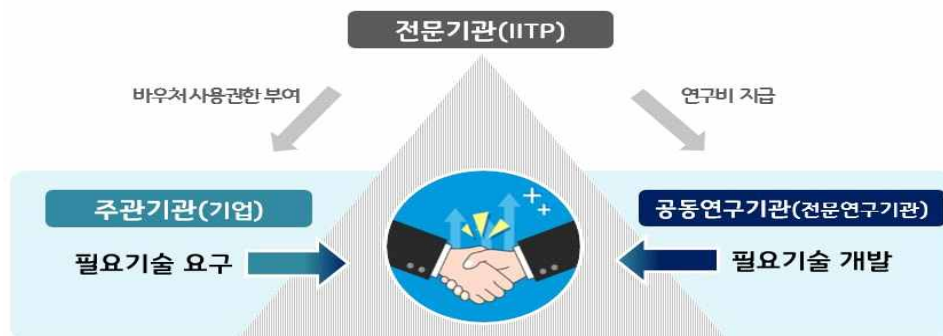 전문기관(IITP)
바우처 사용권한 부여
연구비 지급
주관기관(기업)
공동연구기관(전문연구기관)
필요기술 요구
필요기술 개발